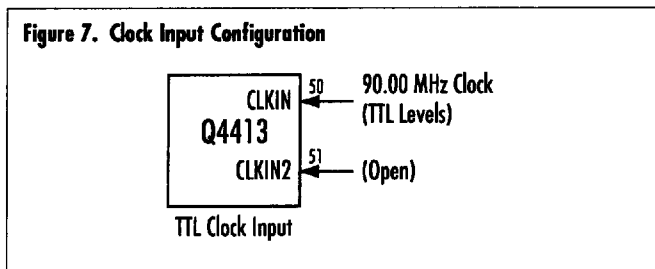 Figure 7. Clock Input Configuration
CLKIN 50 90.00 MHz Clock
(TTL Levels)
Q4413
CLKIN2 51 (Open)
TTL Clock Input